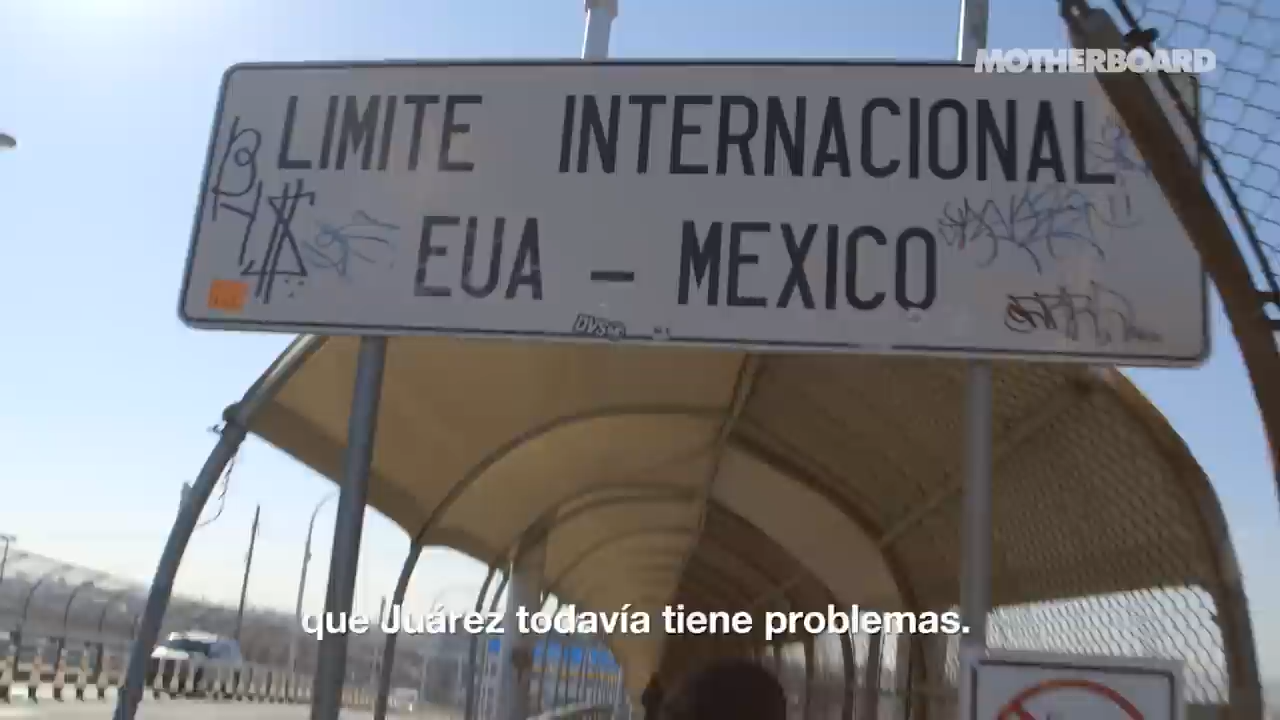 MOTHERBOARD
LIMITE INTERNACIONAL
EUA - MEXICO
que Juárez todavía tiene problemas.